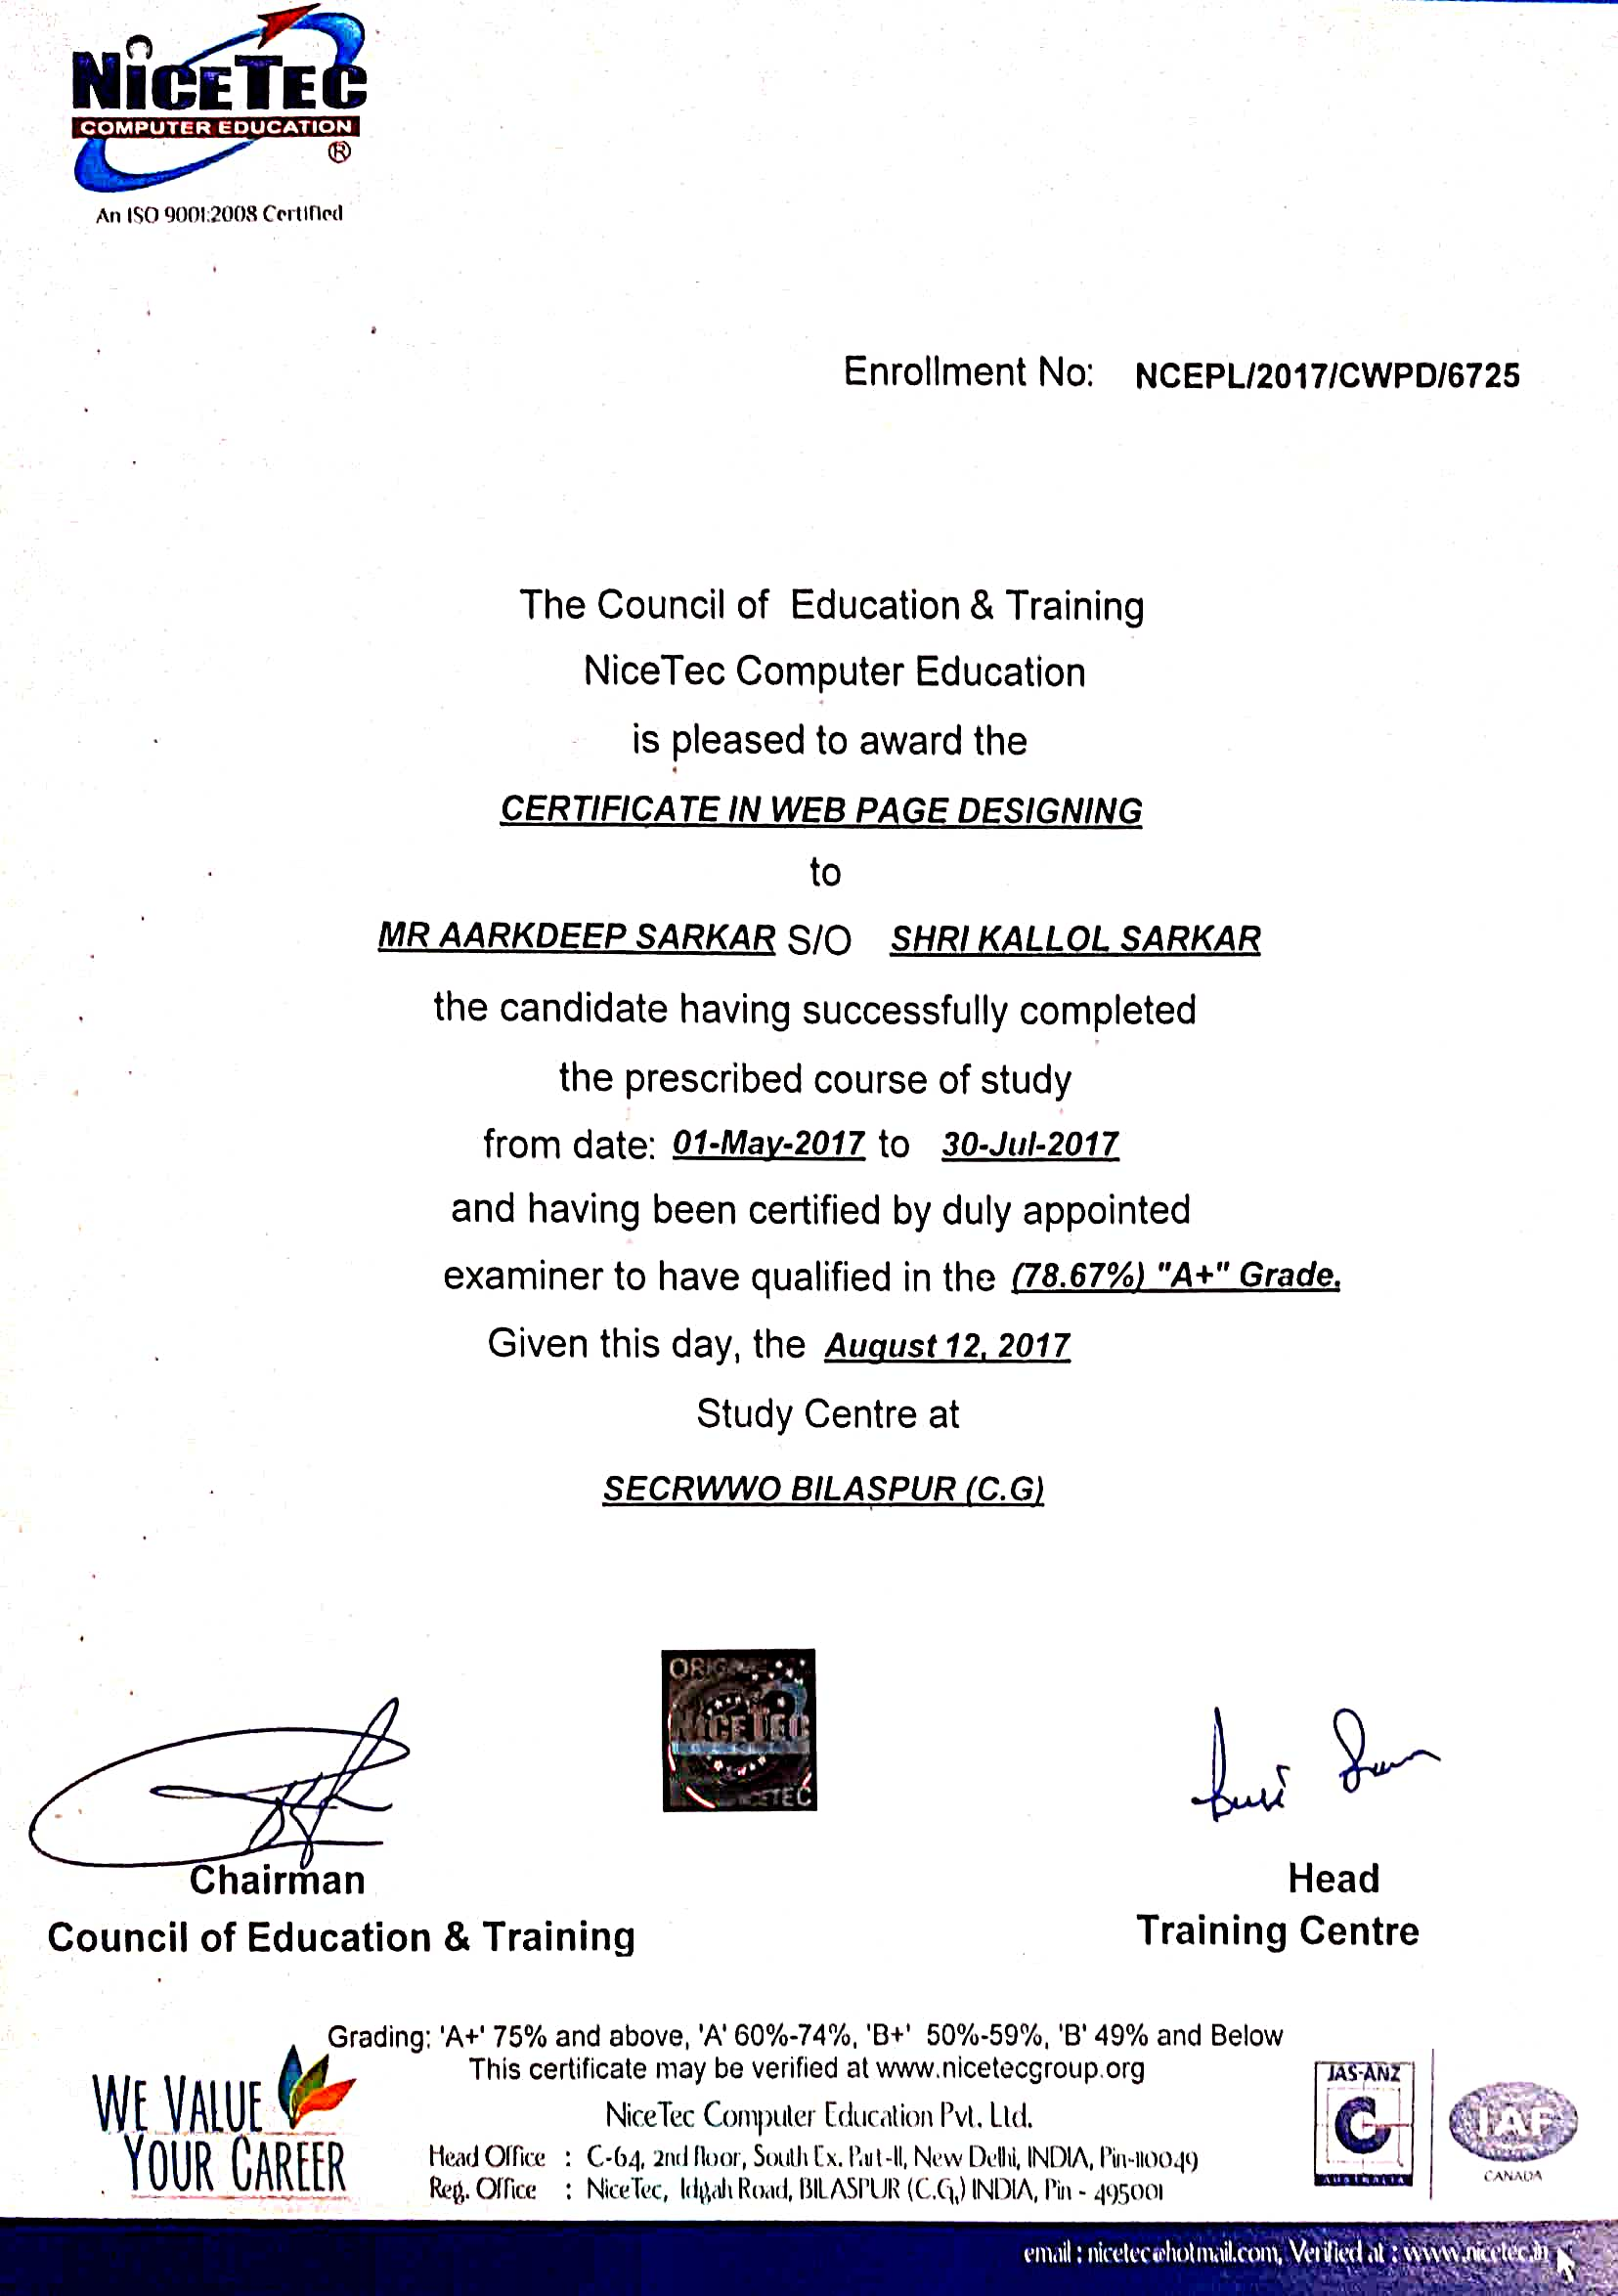 NiCETEC
COMPUTER EDUCATION
®
An ISO 9001:2008 Certified
Enrollment No: NCEPL/2017/CWPD/6725
The Council of Education & Training
NiceTec Computer Education
is pleased to award the
CERTIFICATE IN WEB PAGE DESIGNING
to
MR AARKDEEP SARKAR S/O SHRI KALLOL SARKAR
the candidate having successfully completed
the prescribed course of study
from date: 01-May-2017 to 30-Jul-2017
and having been certified by duly appointed
examiner to have qualified in the (78.67%) "A+" Grade.
Given this day, the August 12, 2017
Study Centre at
SECRWWO BILASPUR (C.G)
NICETEC
Chairman
Council of Education & Training
Head
Training Centre
Grading: 'A+' 75% and above, 'A' 60%-74%, 'B+' 50%-59%, 'B' 49% and Below
This certificate may be verified at www.nicetecgroup.org
WE VALUE
YOUR CAREER
NiceTec Computer Education Pvt. Ltd.
Head Office : C-64, 2nd floor, South Ex. Part-II, New Delhi, INDIA, Pin-110049
Reg. Office : NiceTec, Idgah Road, BILASPUR (C.G.) INDIA, Pin - 495001
JAS-ANZ
C
IAF
CANADA
email : nicetec@hotmail.com, Verified at : www.nicetec.in